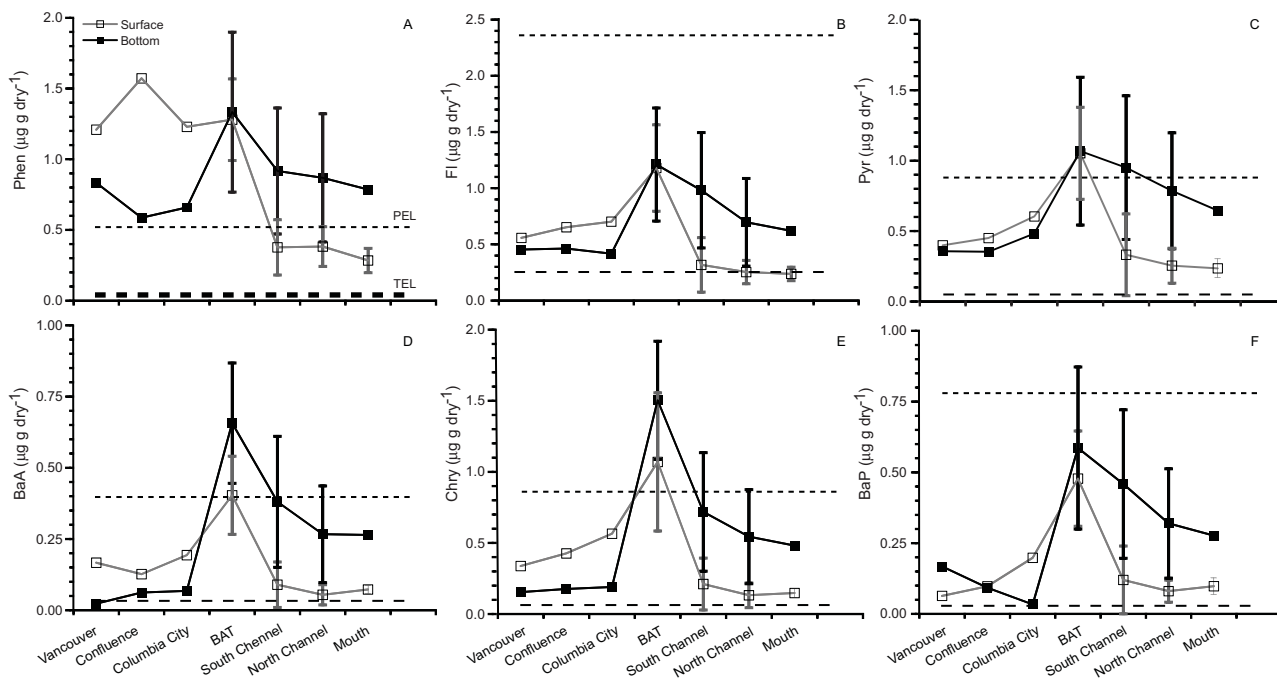 A
Surface
Bottom
Phen (µg g dry⁻¹)
2.0
1.5
1.0
0.5
0.0
PEL
TEL
B
Fl (µg g dry⁻¹)
2.5
2.0
1.5
1.0
0.5
0.0
C
Pyr (µg g dry⁻¹)
2.0
1.5
1.0
0.5
0.0
D
BaA (µg g dry⁻¹)
1.00
0.75
0.50
0.25
0.00
Vancouver
Confluence
Columbia City
BAT
South Chennel
North Channel
Mouth
E
Chry (µg g dry⁻¹)
2.0
1.5
1.0
0.5
0.0
Vancouver
Confluence
Columbia City
BAT
South Channel
North Channel
Mouth
F
BaP (µg g dry⁻¹)
1.00
0.75
0.50
0.25
0.00
Vancouver
Confluence
Columbia City
BAT
South Channel
North Channel
Mouth